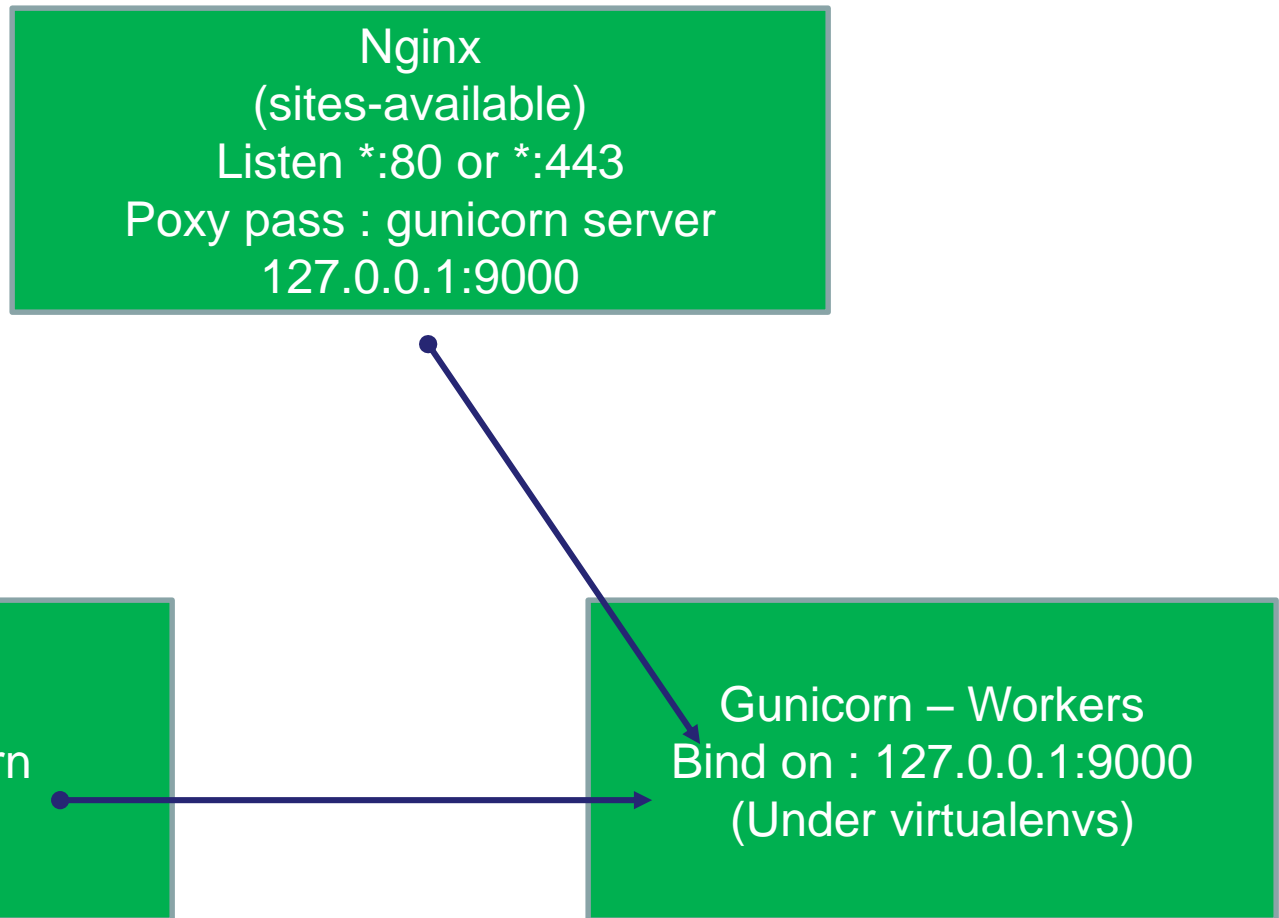 Nginx
(sites-available)
Listen *:80 or *:443
Poxy pass : gunicorn server
127.0.0.1:9000
Gunicorn – Workers
Bind on : 127.0.0.1:9000
(Under virtualenvs)